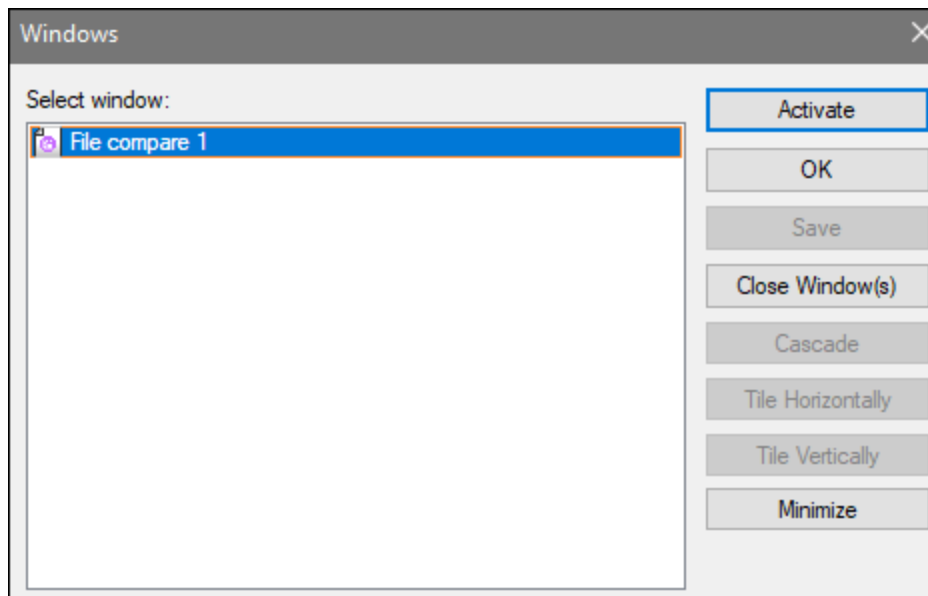 Windows
Select window:
File compare 1
Activate
OK
Save
Close Window(s)
Cascade
Tile Horizontally
Tile Vertically
Minimize